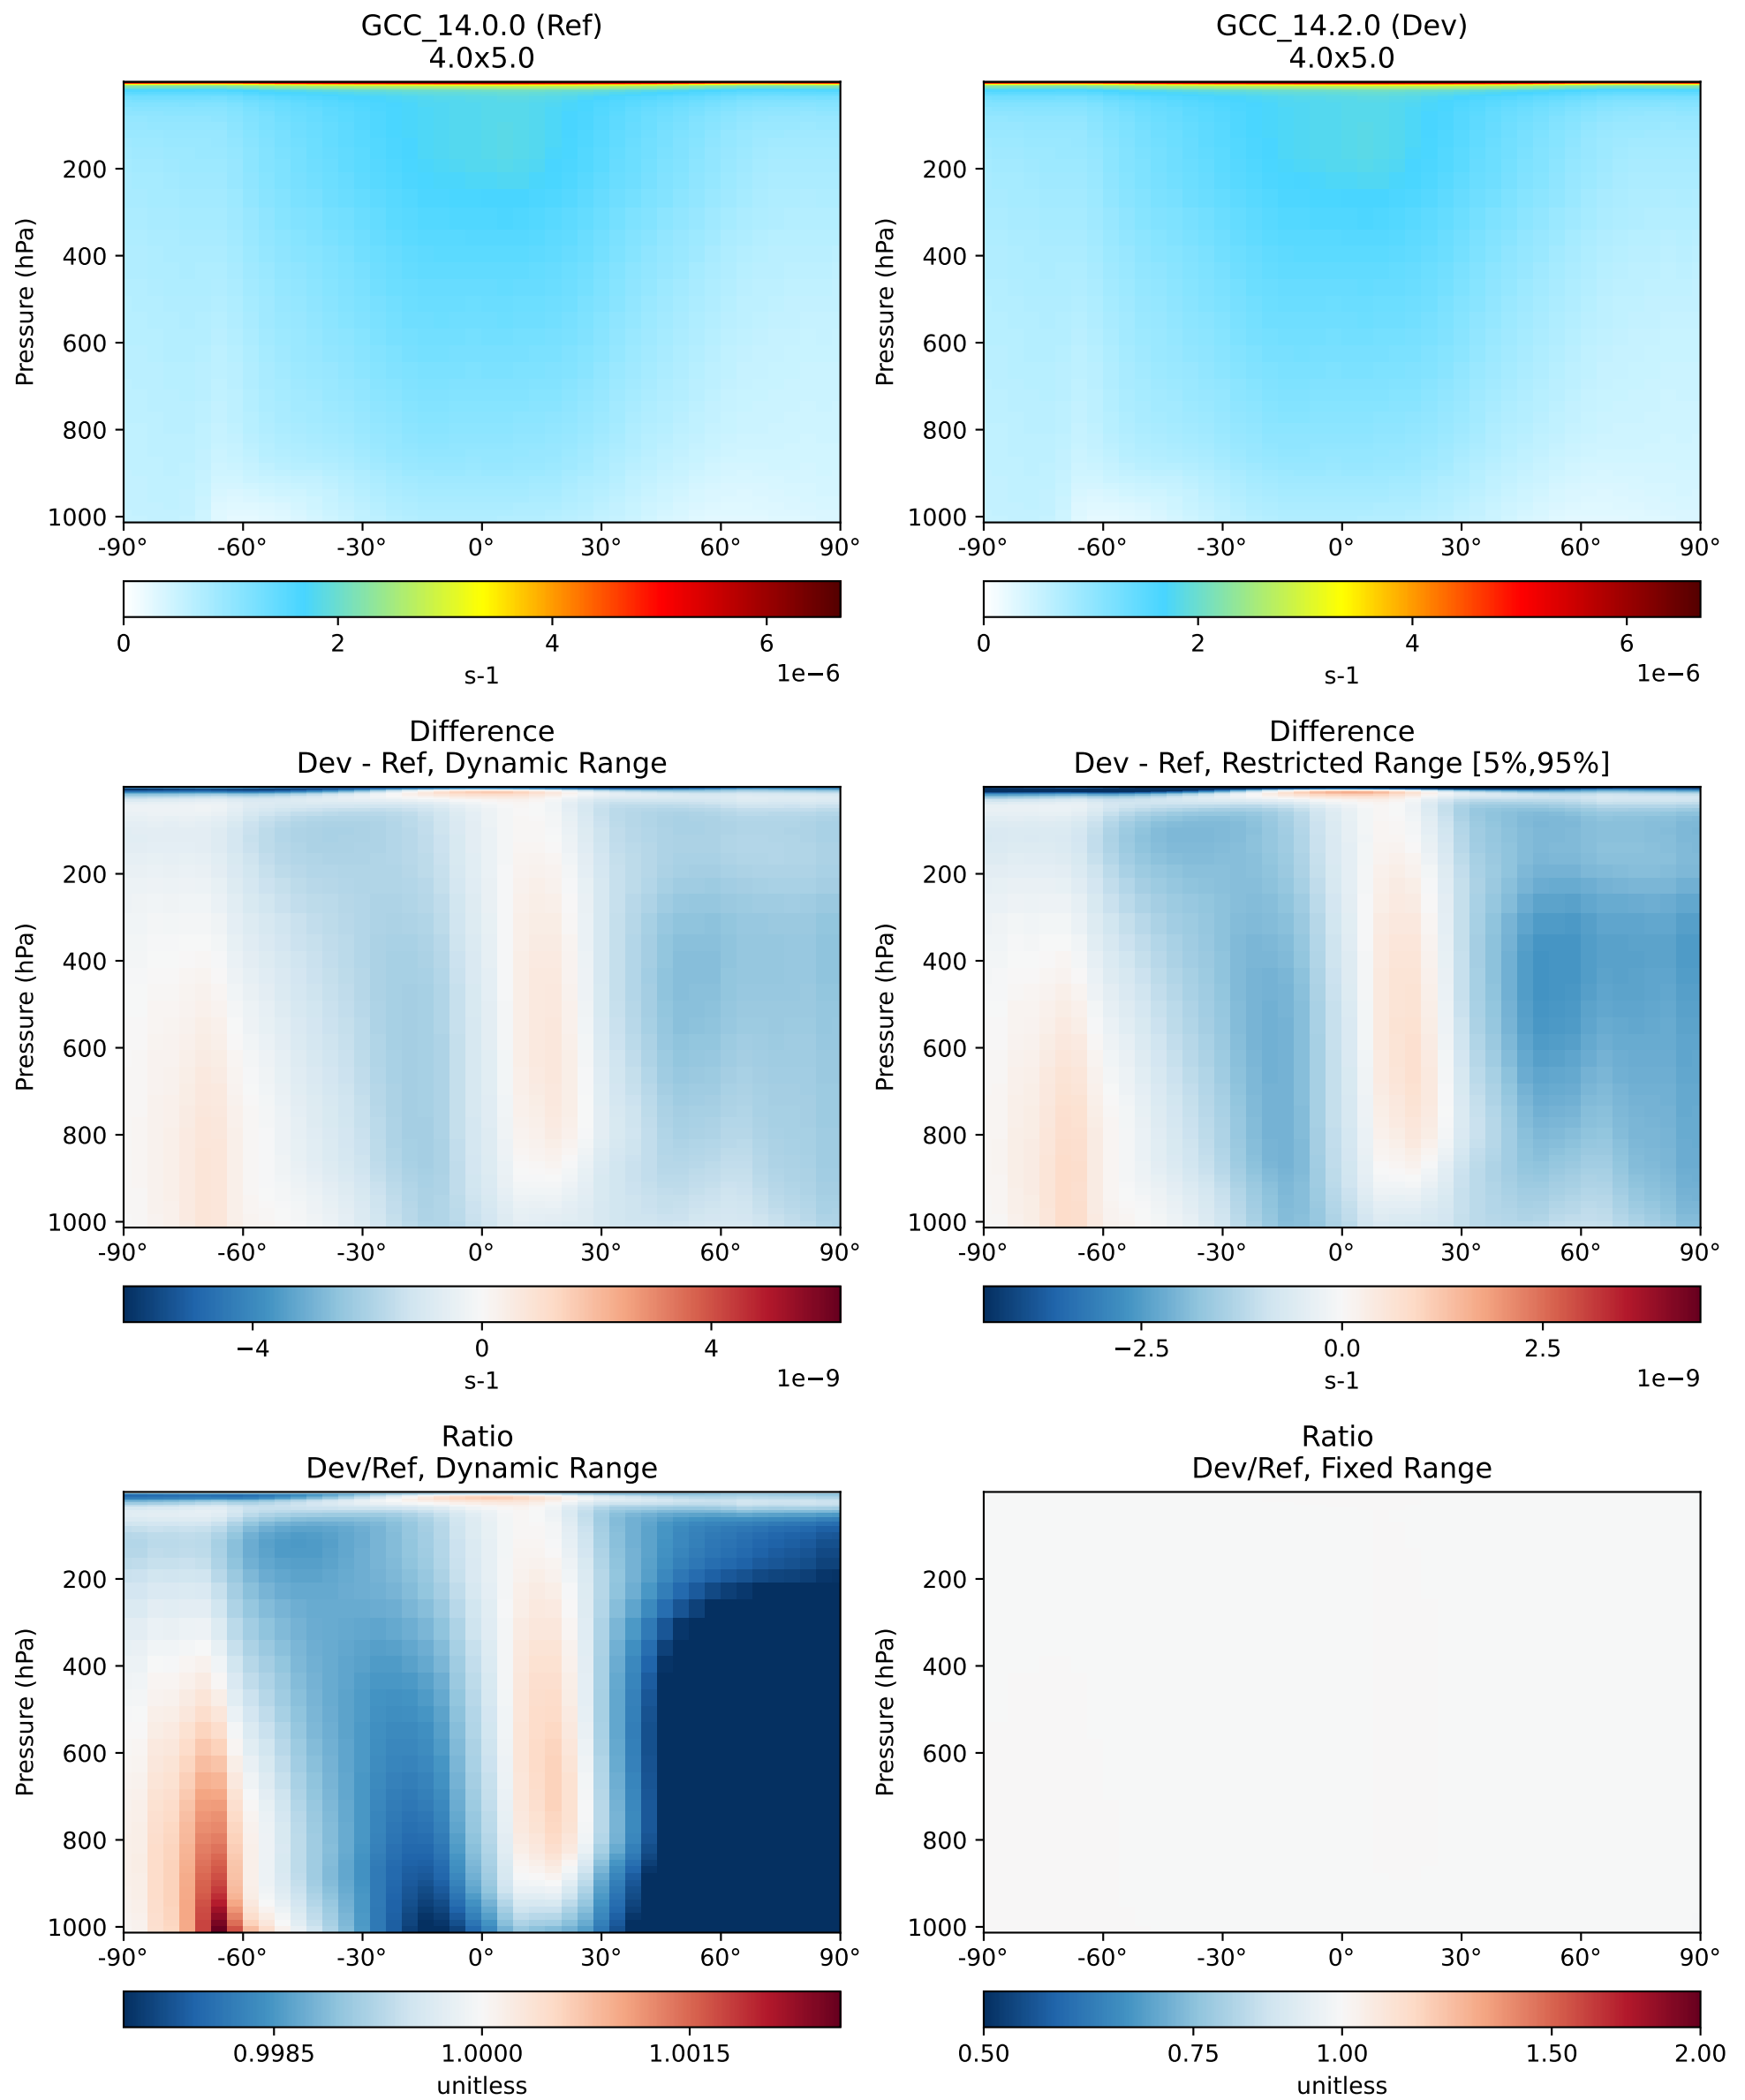 GCC_14.0.0 (Ref)
4.0x5.0
Pressure (hPa)
200
400
600
800
1000
-90° -60° -30° 0° 30° 60° 90°
0 2 4 6
s-1
1e−6
GCC_14.2.0 (Dev)
4.0x5.0
Pressure (hPa)
200
400
600
800
1000
-90° -60° -30° 0° 30° 60° 90°
0 2 4 6
s-1
1e−6
Difference
Dev - Ref, Dynamic Range
Pressure (hPa)
200
400
600
800
1000
-90° -60° -30° 0° 30° 60° 90°
−4 0 4
s-1
1e−9
Difference
Dev - Ref, Restricted Range [5%,95%]
Pressure (hPa)
200
400
600
800
1000
-90° -60° -30° 0° 30° 60° 90°
−2.5 0.0 2.5
s-1
1e−9
Ratio
Dev/Ref, Dynamic Range
Pressure (hPa)
200
400
600
800
1000
-90° -60° -30° 0° 30° 60° 90°
0.9985 1.0000 1.0015
unitless
Ratio
Dev/Ref, Fixed Range
Pressure (hPa)
200
400
600
800
1000
-90° -60° -30° 0° 30° 60° 90°
0.50 0.75 1.00 1.50 2.00
unitless